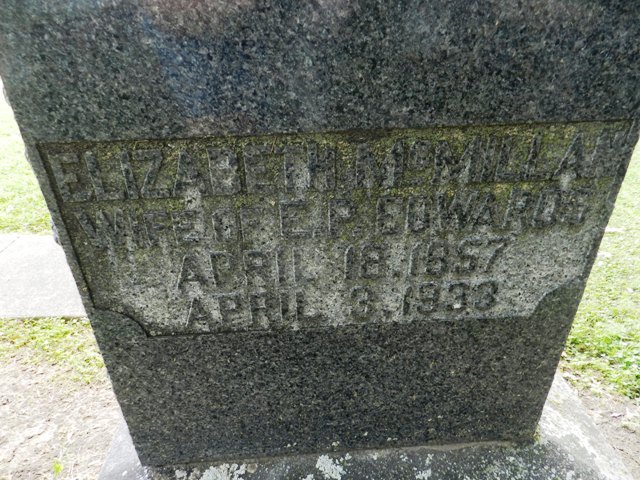 ELIZABETH McMILLAN
WIFE OF E. P. EDWARDS
APRIL 18. 1857
APRIL 3. 1933